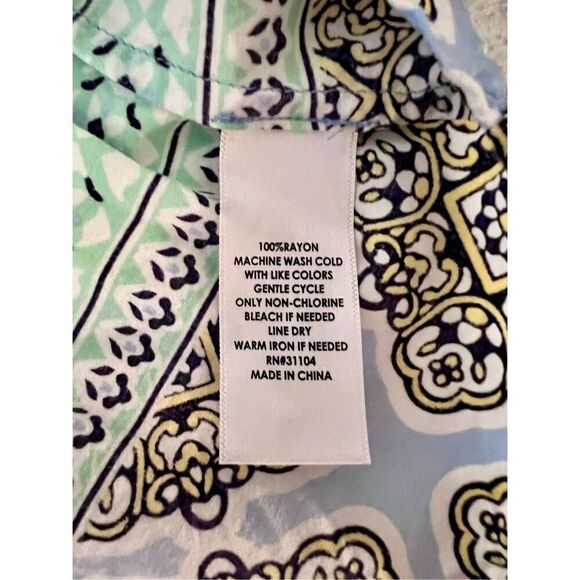 100%RAYON
MACHINE WASH COLD
WITH LIKE COLORS
GENTLE CYCLE
ONLY NON-CHLORINE
BLEACH IF NEEDED
LINE DRY
WARM IRON IF NEEDED
RN#31104
MADE IN CHINA